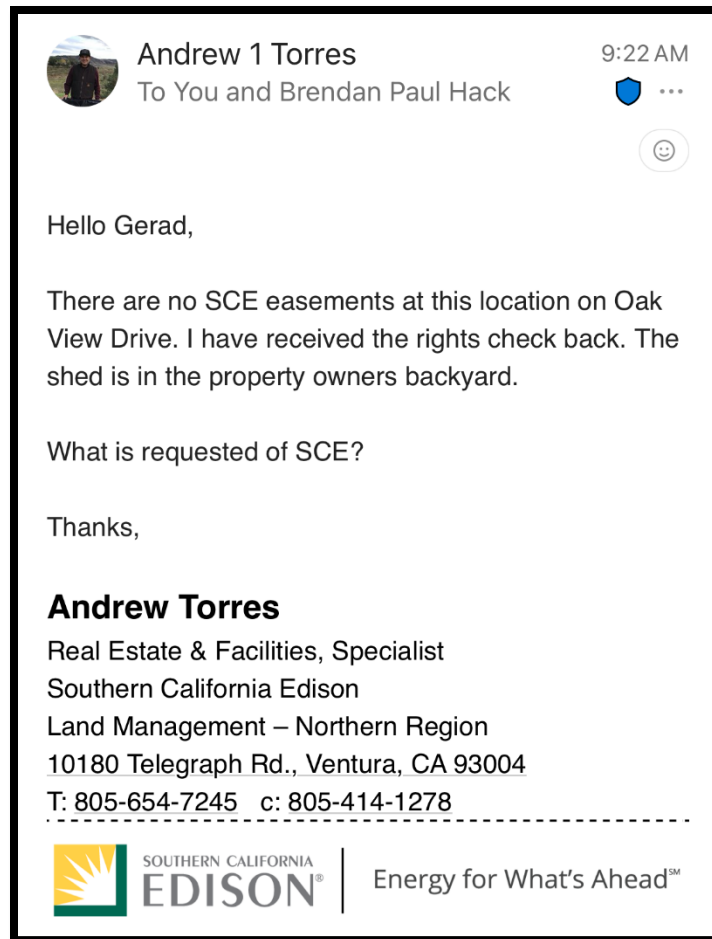 Andrew 1 Torres
9:22 AM
To You and Brendan Paul Hack
Hello Gerad,
There are no SCE easements at this location on Oak
View Drive. I have received the rights check back. The
shed is in the property owners backyard.
What is requested of SCE?
Thanks,
Andrew Torres
Real Estate & Facilities, Specialist
Southern California Edison
Land Management – Northern Region
10180 Telegraph Rd., Ventura, CA 93004
T: 805-654-7245 c: 805-414-1278
SOUTHERN CALIFORNIA
EDISON®
Energy for What's Ahead℠